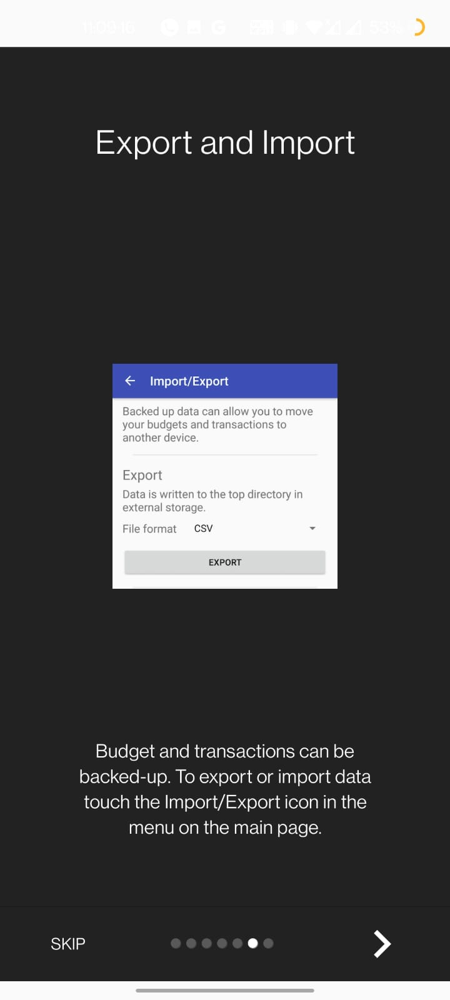 11:09:16 53%
Export and Import
Import/Export
Backed up data can allow you to move
your budgets and transactions to
another device.
Export
Data is written to the top directory in
external storage.
File format CSV
EXPORT
Budget and transactions can be
backed-up. To export or import data
touch the Import/Export icon in the
menu on the main page.
SKIP